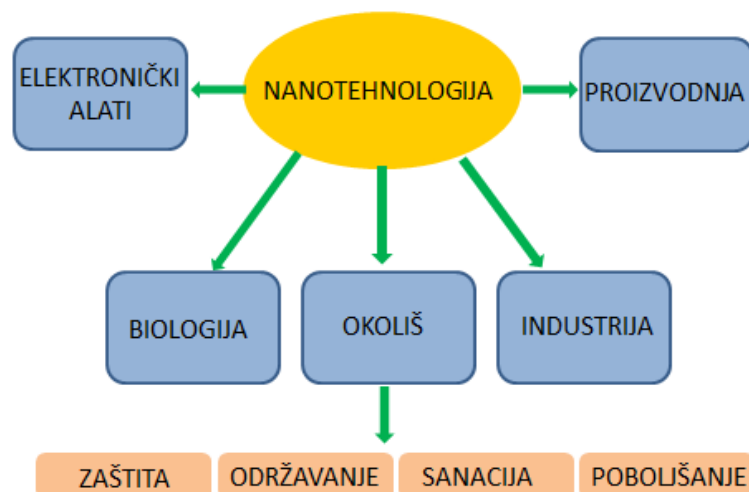 ELEKTRONIČKI
ALATI
NANOTEHNOLOGIJA
PROIZVODNJA
BIOLOGIJA
OKOLIŠ
INDUSTRIJA
ZAŠTITA
ODRŽAVANJE
SANACIJA
POBOLJŠANJE